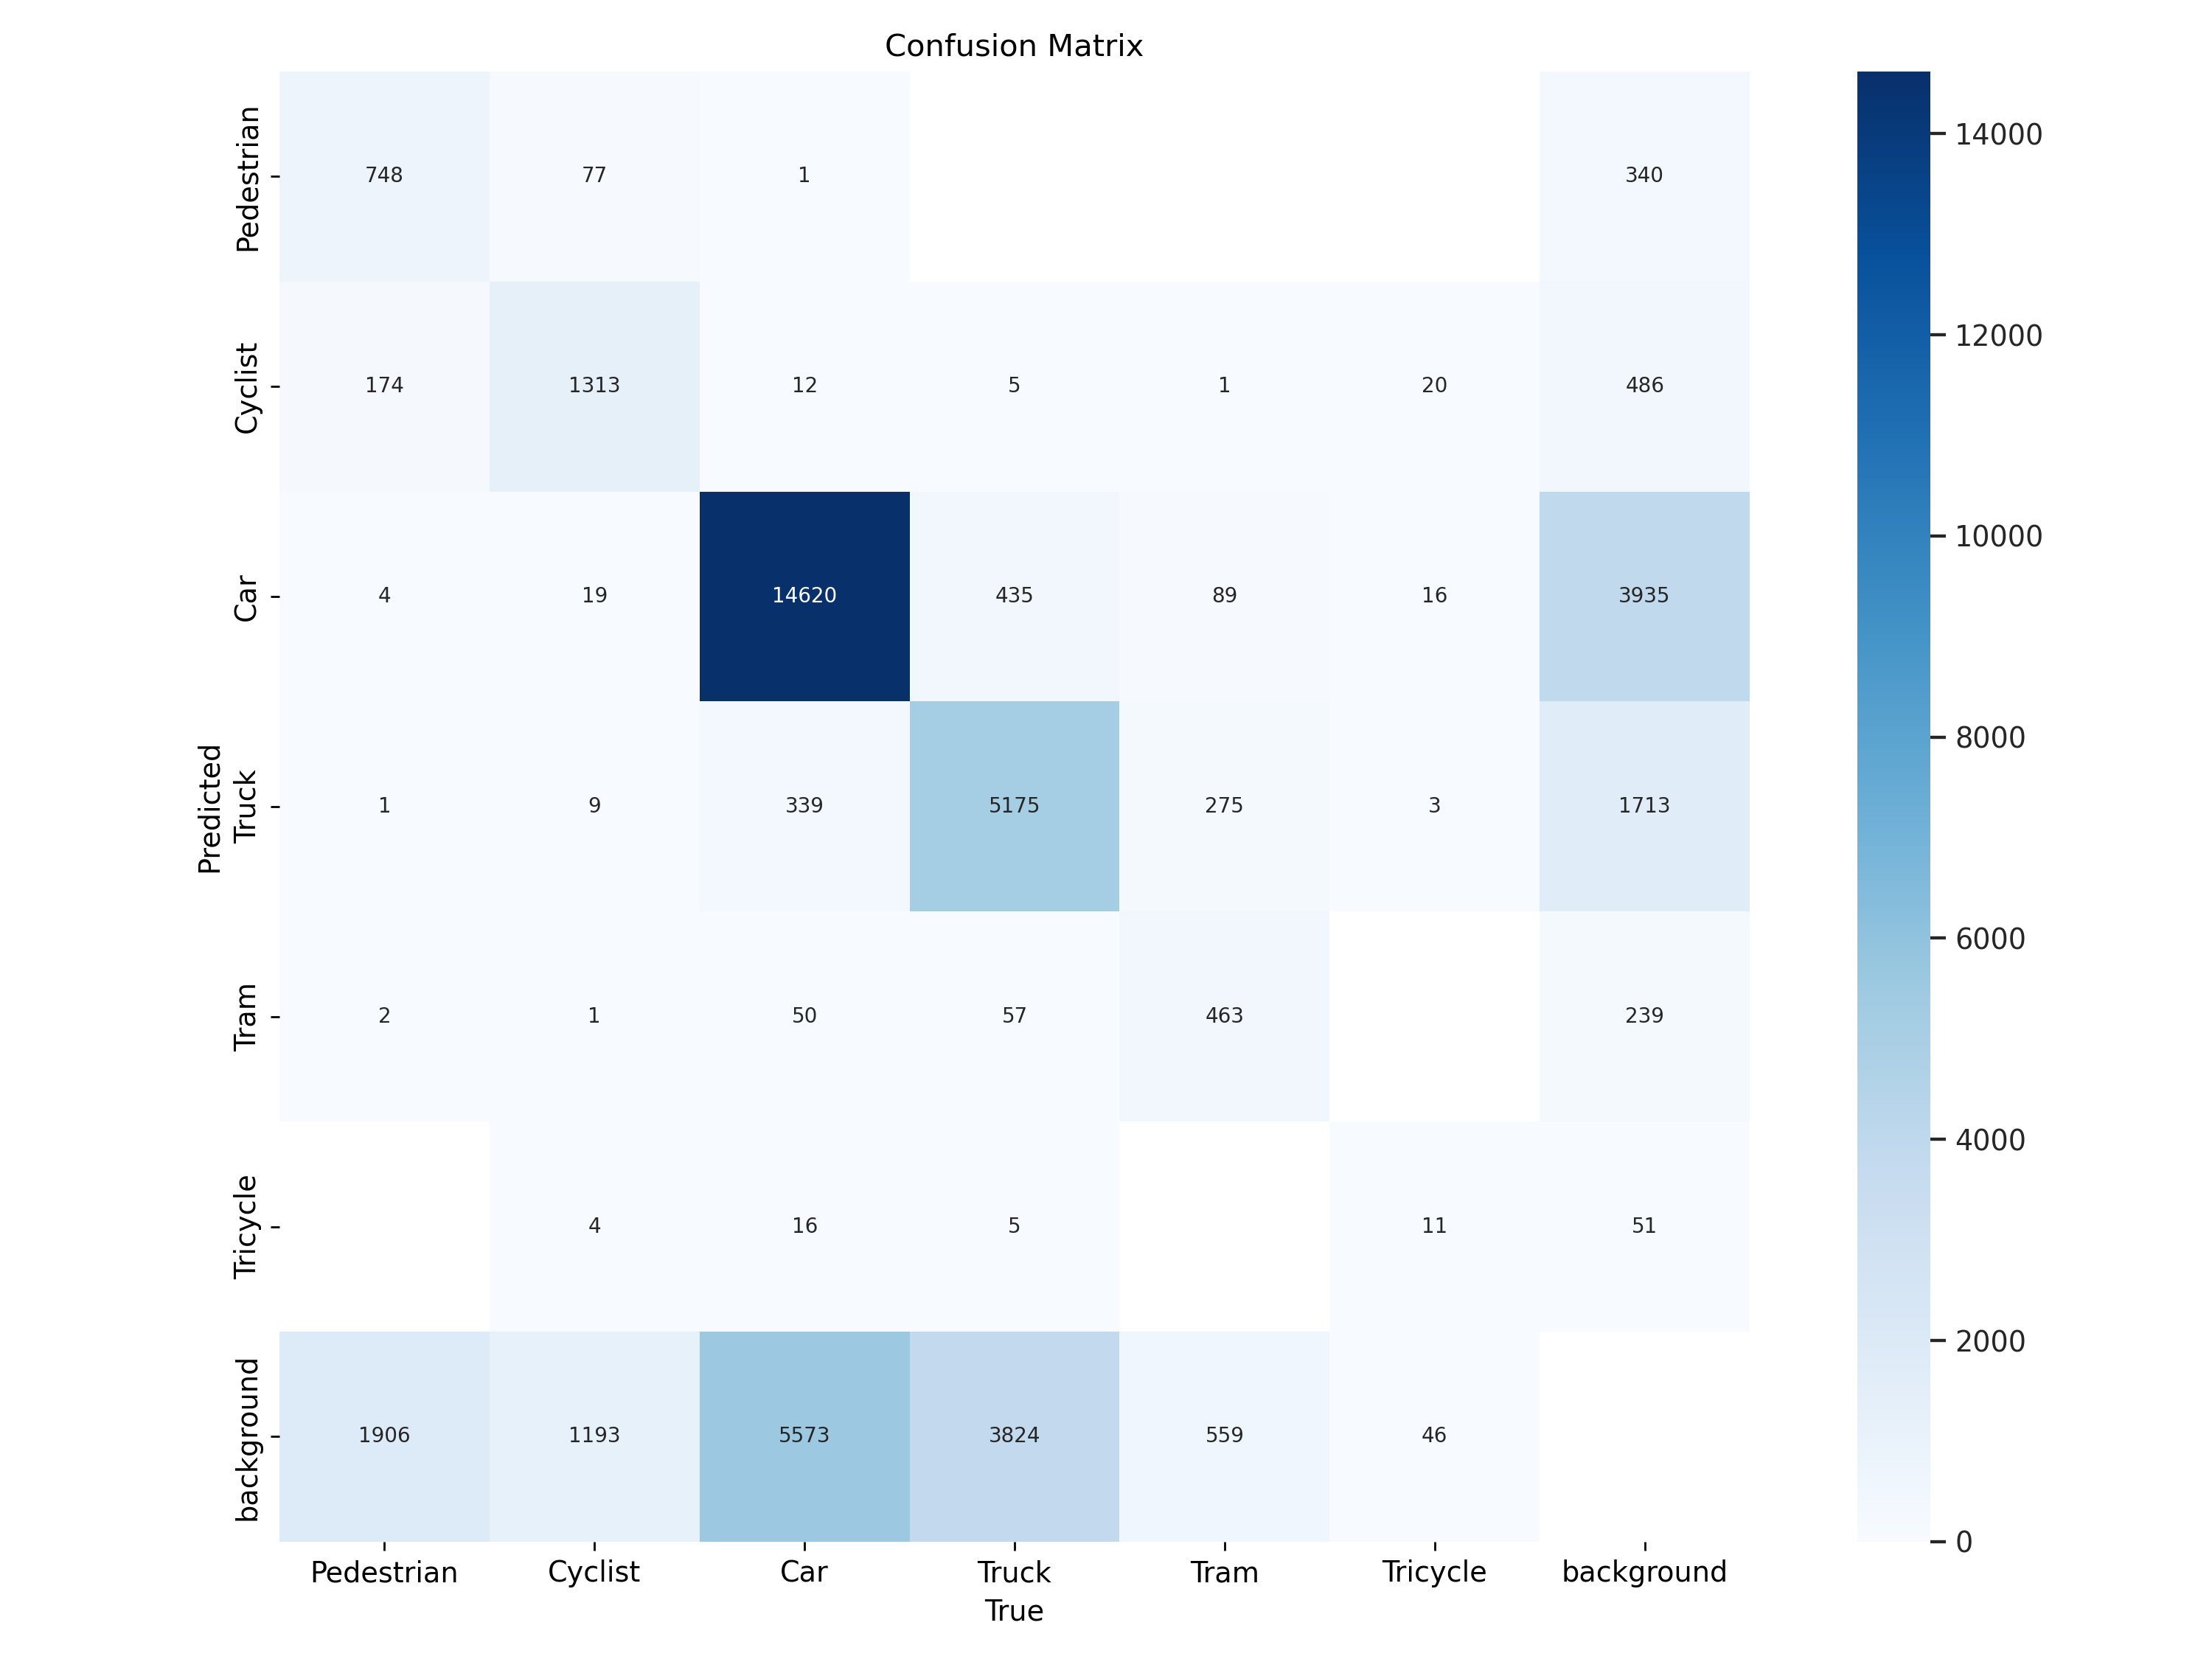 Confusion Matrix
Pedestrian 748 77 1 340
Cyclist 174 1313 12 5 1 20 486
Car 4 19 14620 435 89 16 3935
Truck 1 9 339 5175 275 3 1713
Tram 2 1 50 57 463 239
Tricycle 4 16 5 11 51
background 1906 1193 5573 3824 559 46
Predicted
Pedestrian Cyclist Car Truck Tram Tricycle background
True
14000
12000
10000
8000
6000
4000
2000
0